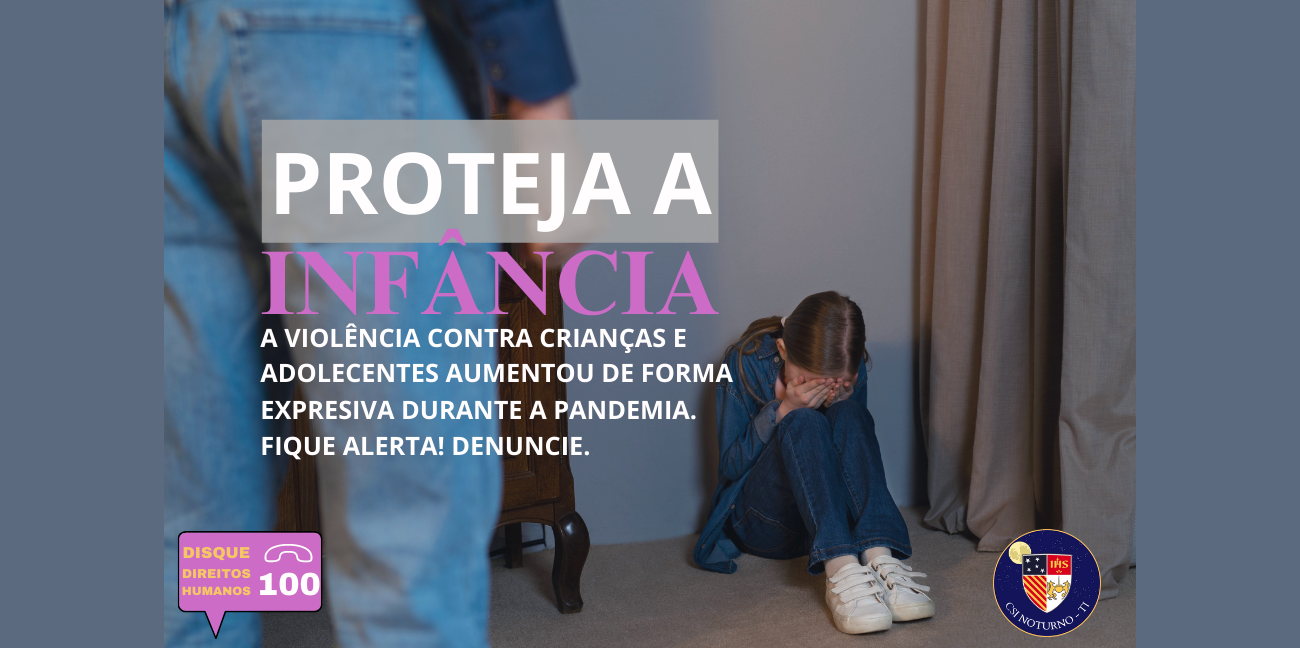 PROTEJA A
INFÂNCIA
A VIOLÊNCIA CONTRA CRIANÇAS E
ADOLECENTES AUMENTOU DE FORMA
EXPRESIVA DURANTE A PANDEMIA.
FIQUE ALERTA! DENUNCIE.
DISQUE
DIREITOS
HUMANOS
100
IHS
CSI NOTURNO - TI